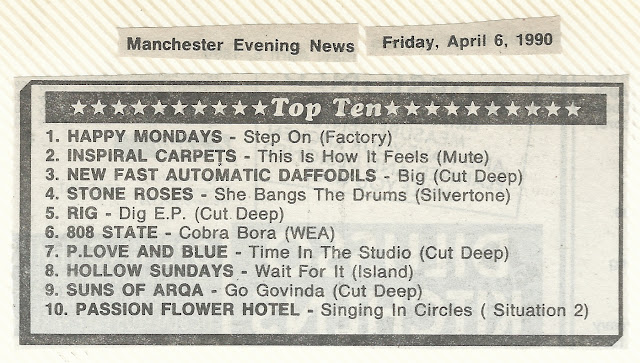 Manchester Evening News
Friday, April 6, 1990
★★★★★★★★★★Top Ten★★★★★★★★★★
1. HAPPY MONDAYS - Step On (Factory)
2. INSPIRAL CARPETS - This Is How It Feels (Mute)
3. NEW FAST AUTOMATIC DAFFODILS - Big (Cut Deep)
4. STONE ROSES - She Bangs The Drums (Silvertone)
5. RIG - Dig E.P. (Cut Deep)
6. 808 STATE - Cobra Bora (WEA)
7. P.LOVE AND BLUE - Time In The Studio (Cut Deep)
8. HOLLOW SUNDAYS - Wait For It (Island)
9. SUNS OF ARQA - Go Govinda (Cut Deep)
10. PASSION FLOWER HOTEL - Singing In Circles ( Situation 2)